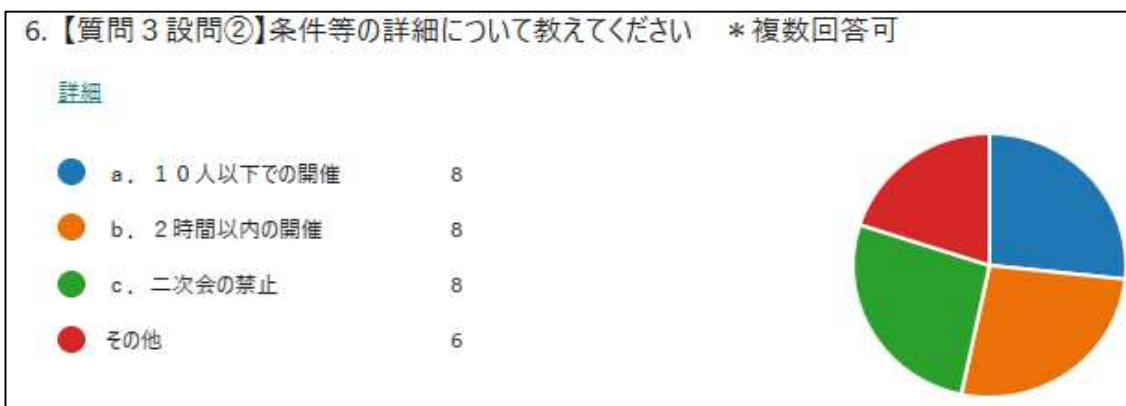 6. 【質問3設問②】条件等の詳細について教えてください　＊複数回答可
詳細
a．１０人以下での開催　8
b．２時間以内の開催　8
c．二次会の禁止　8
その他　6